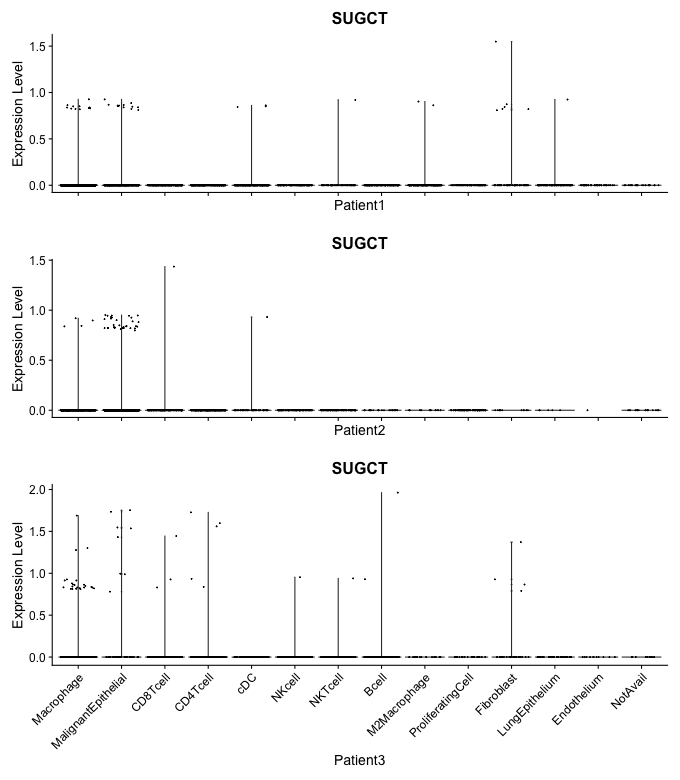 SUGCT
Expression Level
1.5
1.0
0.5
0.0
Patient1
SUGCT
Expression Level
1.5
1.0
0.5
0.0
Patient2
SUGCT
Expression Level
2.0
1.5
1.0
0.5
0.0
Macrophage
MalignantEpithelial
CD8Tcell
CD4Tcell
cDC
NKcell
NKTcell
Bcell
M2Macrophage
ProliferatingCell
Fibroblast
LungEpithelium
Endothelium
NotAvail
Patient3